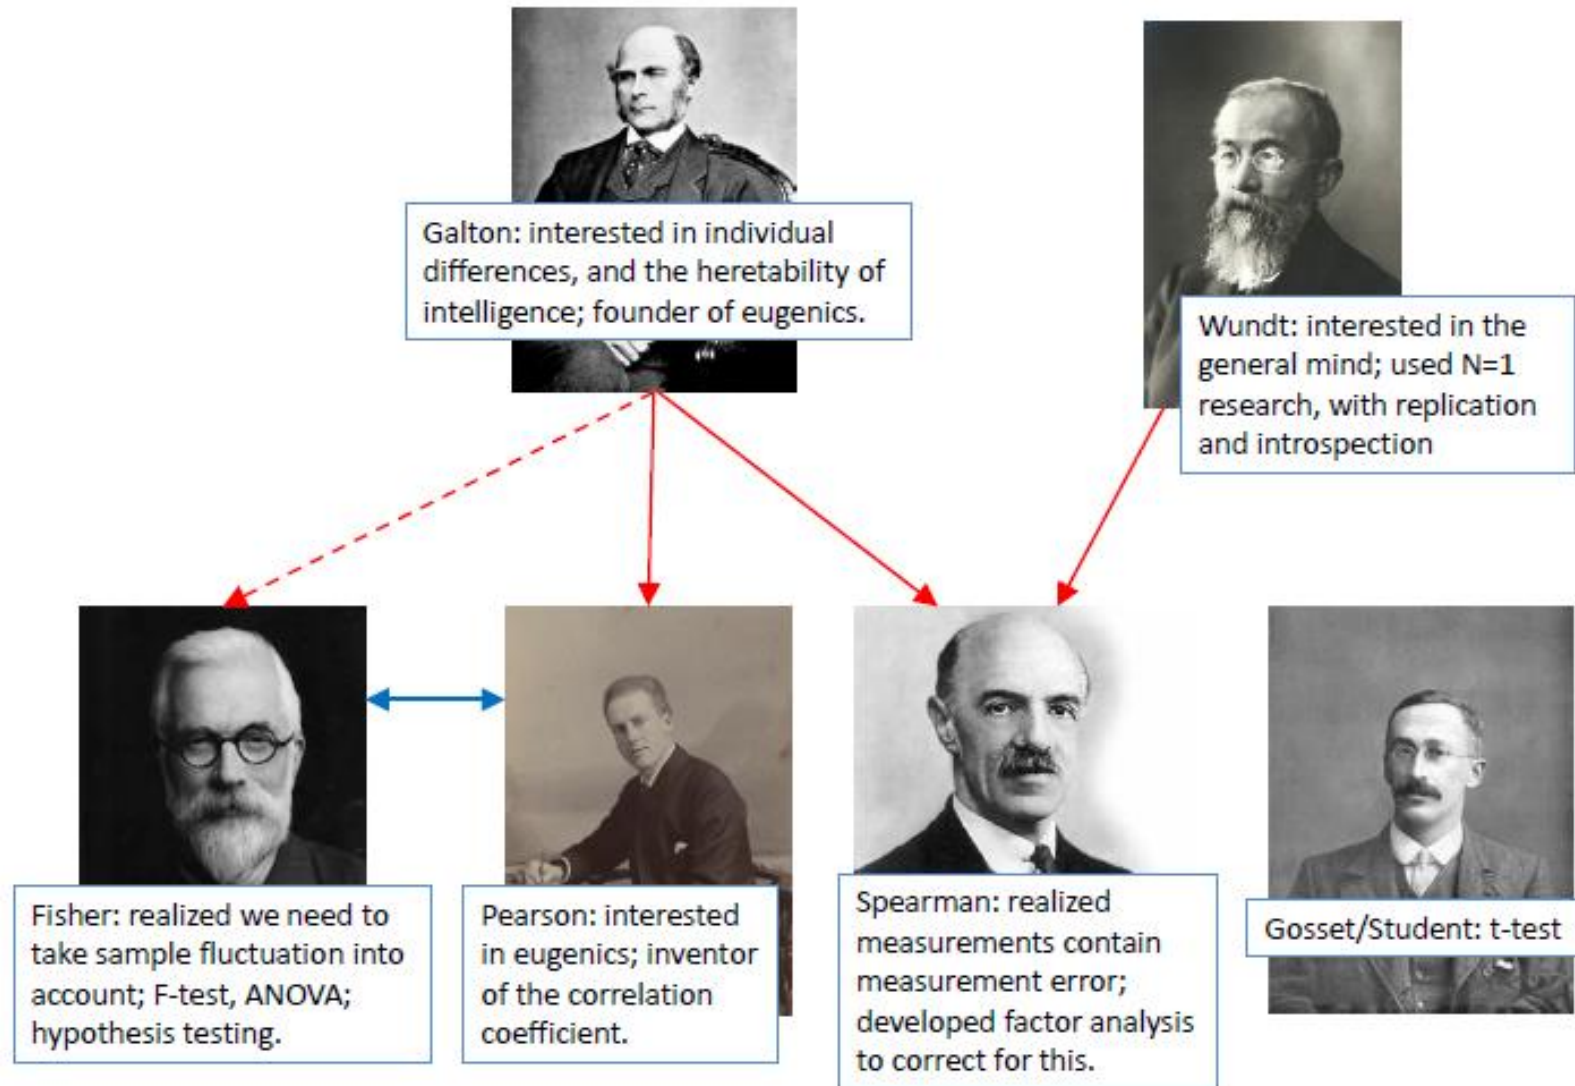 Galton: interested in individual
differences, and the heretability of
intelligence; founder of eugenics.
Wundt: interested in the
general mind; used N=1
research, with replication
and introspection
Fisher: realized we need to
take sample fluctuation into
account; F-test, ANOVA;
hypothesis testing.
Pearson: interested
in eugenics; inventor
of the correlation
coefficient.
Spearman: realized
measurements contain
measurement error;
developed factor analysis
to correct for this.
Gosset/Student: t-test